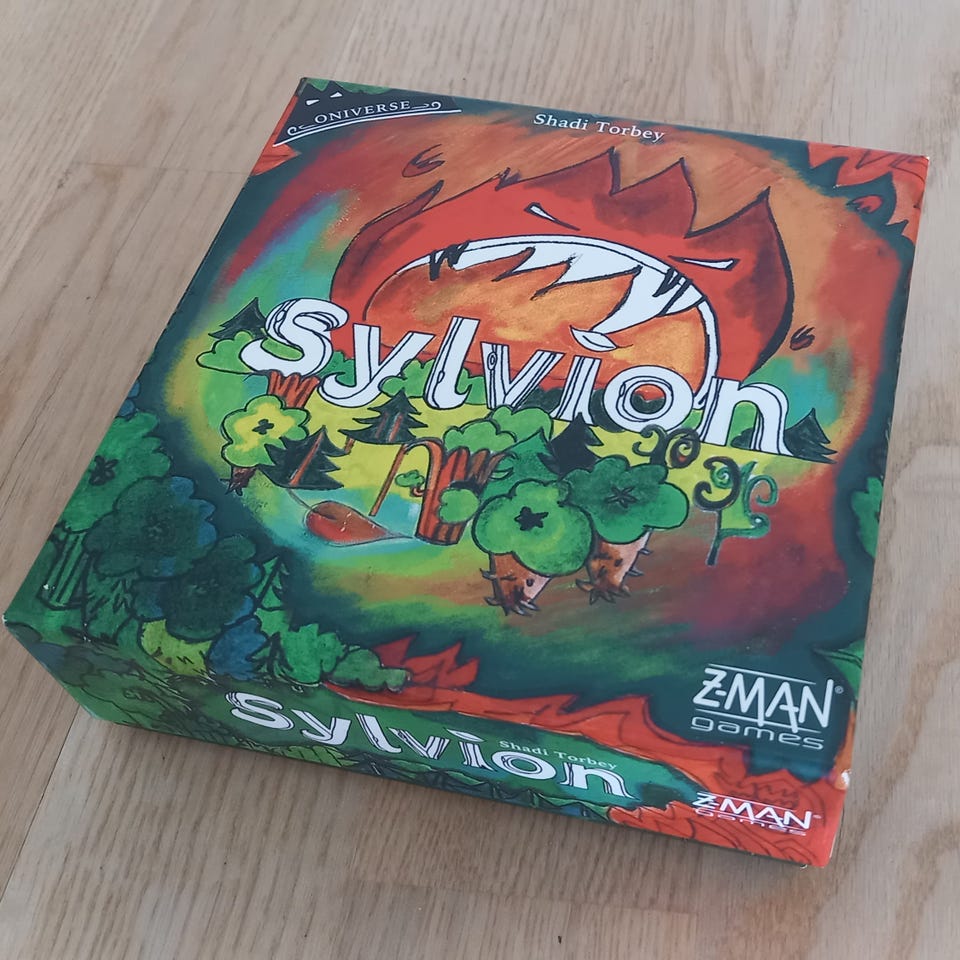 ONIVERSE
Shadi Torbey
Sylvion
Z-MAN®
games
Sylvion
Shadi Torbey
Z-MAN®
games